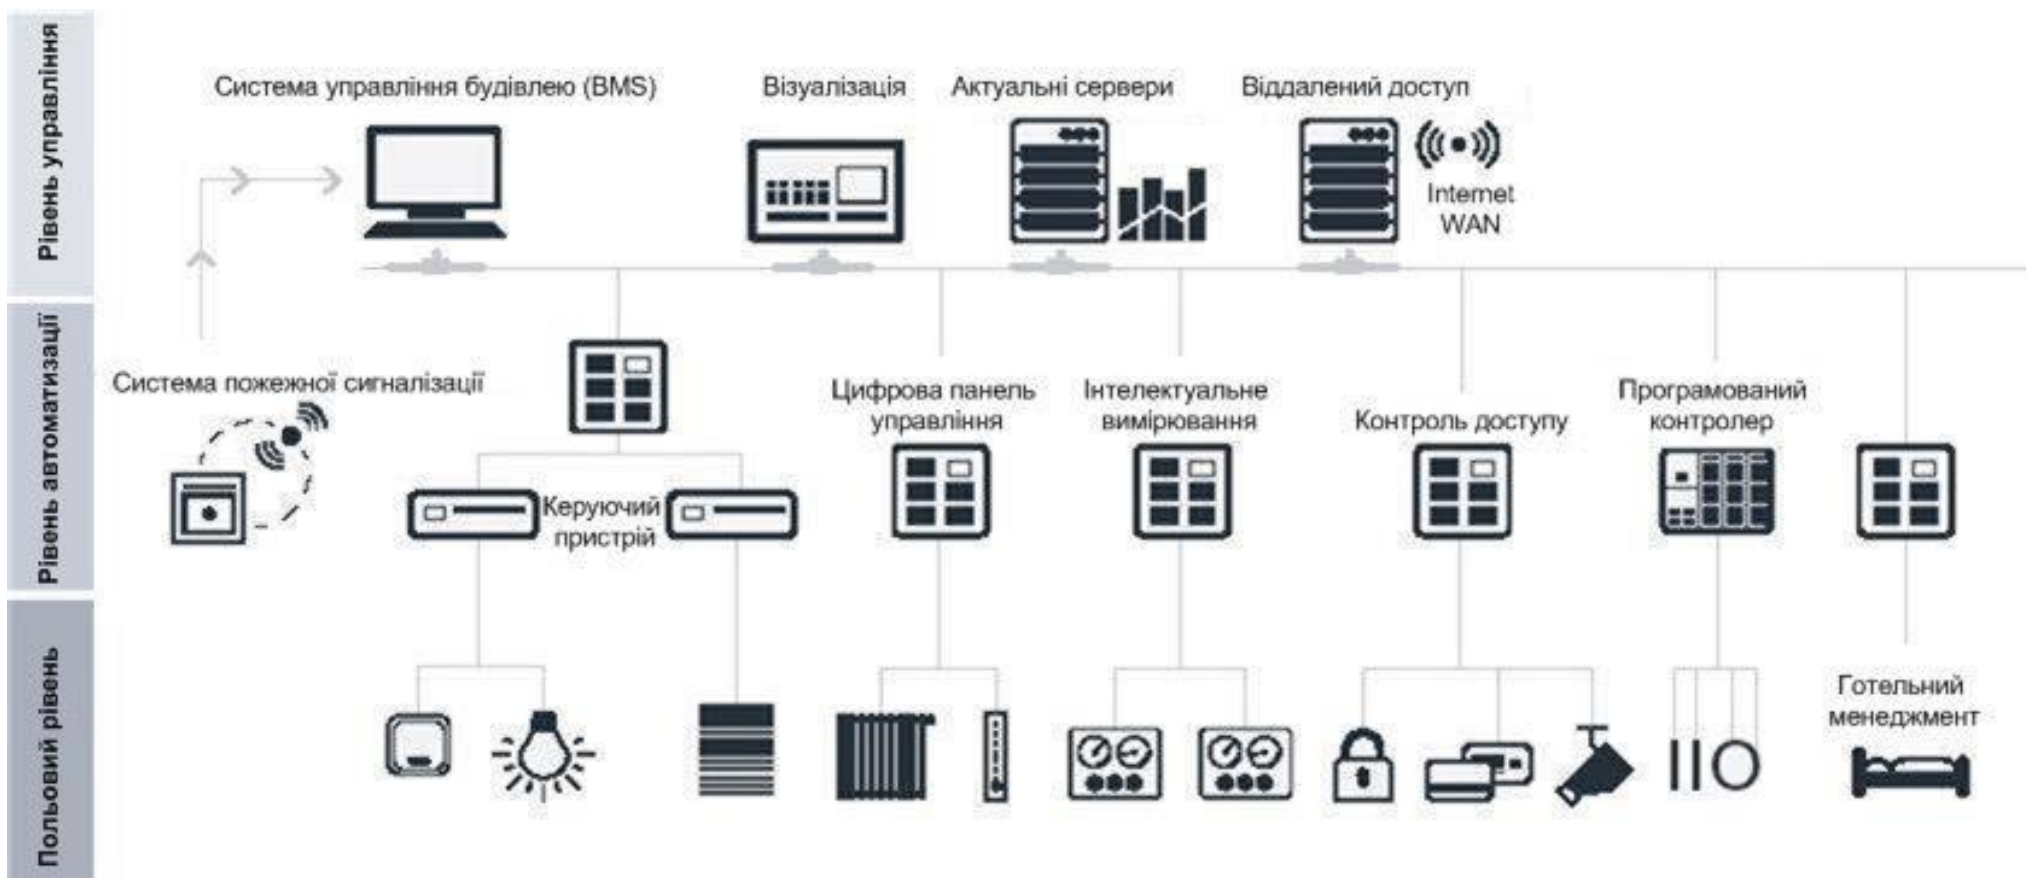 Рівень управління
Система управління будівлею (BMS)
Візуалізація
Актуальні сервери
Віддалений доступ
Internet
WAN
Рівень автоматизації
Система пожежної сигналізації
Керуючий
пристрій
Цифрова панель
управління
Інтелектуальне
вимірювання
Контроль доступу
Програмований
контролер
Польовий рівень
Готельний
менеджмент